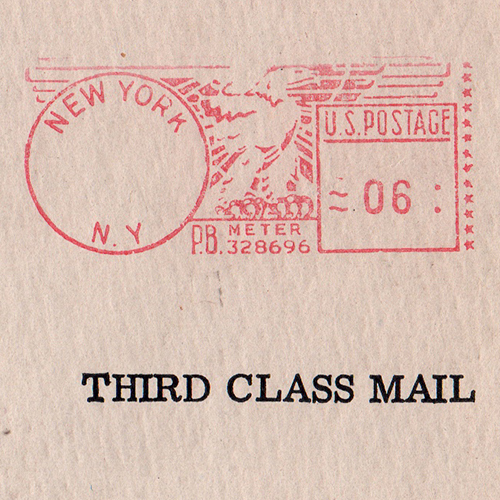 NEW YORK
N.Y
P.B. METER
328696
U.S. POSTAGE
≈ 06 :
THIRD CLASS MAIL